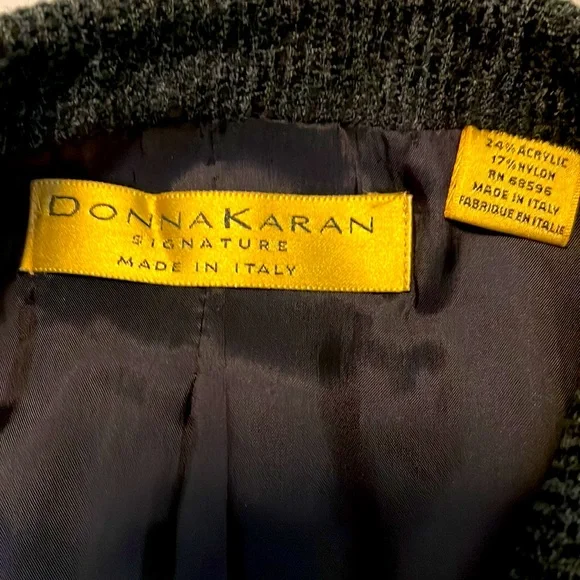 DONNAKARAN
SIGNATURE
MADE IN ITALY
24% ACRYLIC
17% NYLON
RN 68596
MADE IN ITALY
FABRIQUE EN ITALIE